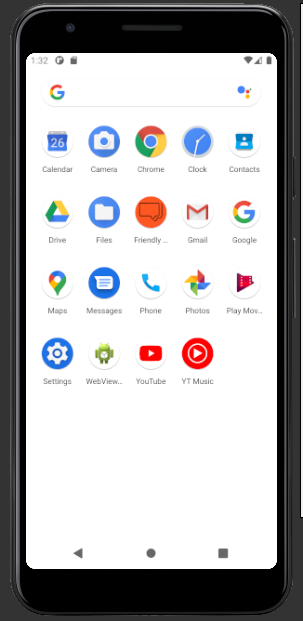 1:32
26
Calendar Camera Chrome Clock Contacts
Drive Files Friendly ... Gmail Google
Maps Messages Phone Photos Play Mov..
Settings WebView.. YouTube YT Music